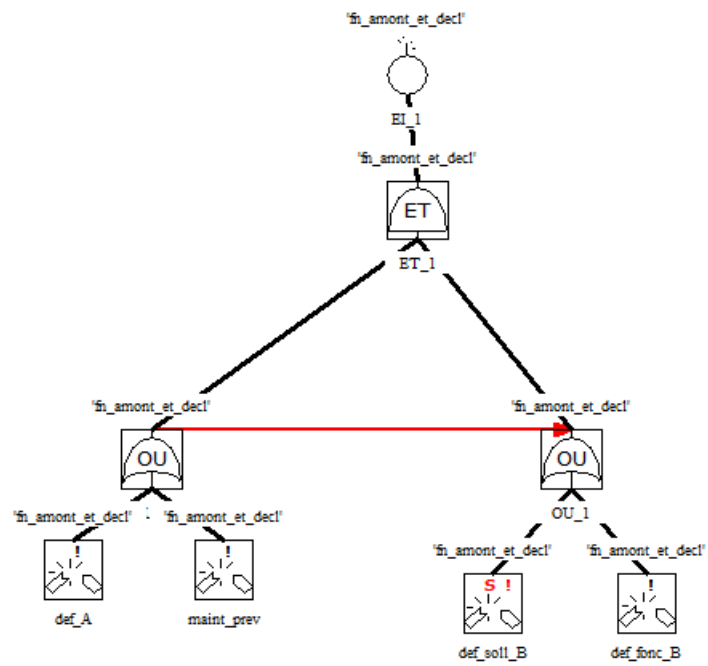 'fn_amont_et_decl'
EI_1
'fn_amont_et_decl'
ET
ET_1
'fn_amont_et_decl' 'fn_amont_et_decl'
OU OU
'fn_amont_et_decl' 'fn_amont_et_decl' OU_1
! !
'fn_amont_et_decl' 'fn_amont_et_decl'
S ! !
def_A maint_prev
def_soll_B def_fonc_B